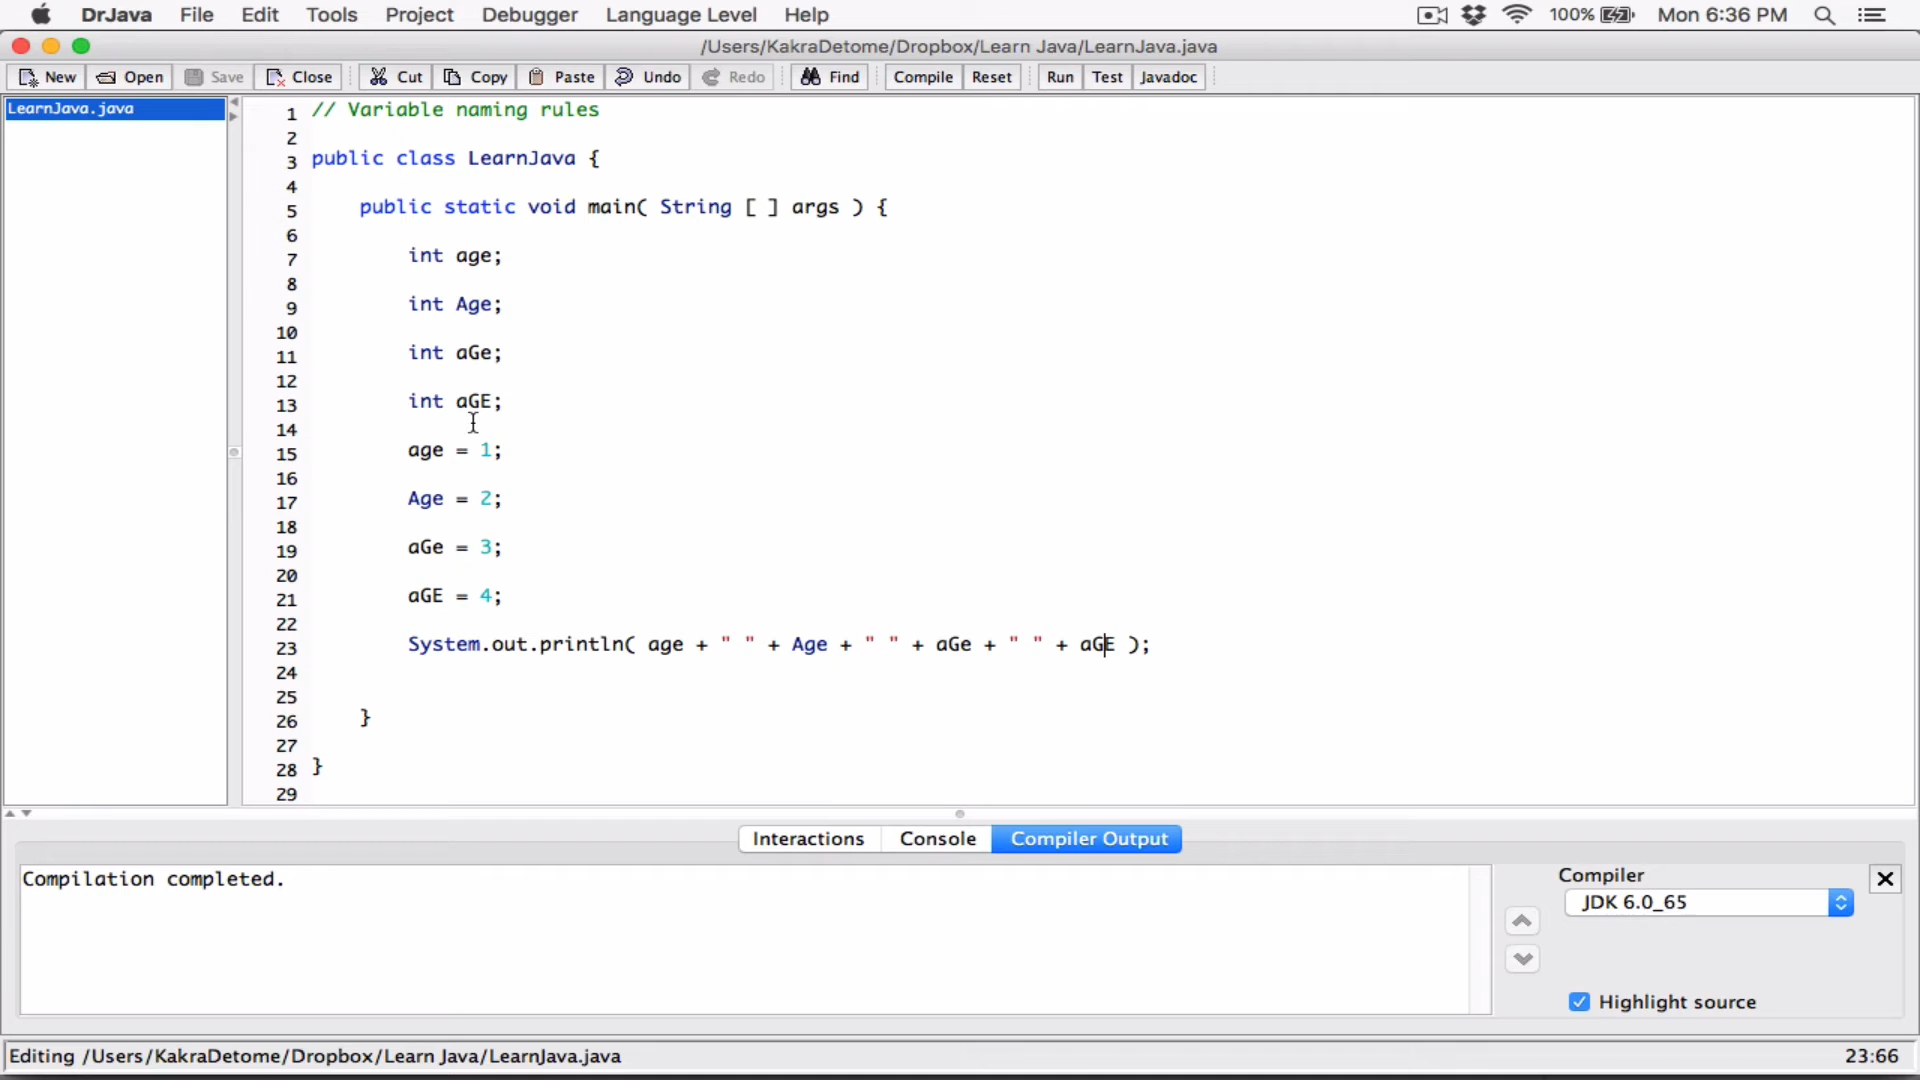 DrJava File Edit Tools Project Debugger Language Level Help 100% Mon 6:36 PM
/Users/KakraDetome/Dropbox/Learn Java/LearnJava.java
New Open Save Close Cut Copy Paste Undo Redo Find Compile Reset Run Test Javadoc
LearnJava.java
1 // Variable naming rules
2
3 public class LearnJava {
4
5 public static void main( String [ ] args ) {
6
7 int age;
8
9 int Age;
10
11 int aGe;
12
13 int aGE;
14
15 age = 1;
16
17 Age = 2;
18
19 aGe = 3;
20
21 aGE = 4;
22
23 System.out.println( age + " " + Age + " " + aGe + " " + aGE );
24
25
26 }
27
28 }
29
Interactions Console Compiler Output
Compilation completed.
Compiler
JDK 6.0_65
Highlight source
Editing /Users/KakraDetome/Dropbox/Learn Java/LearnJava.java 23:66